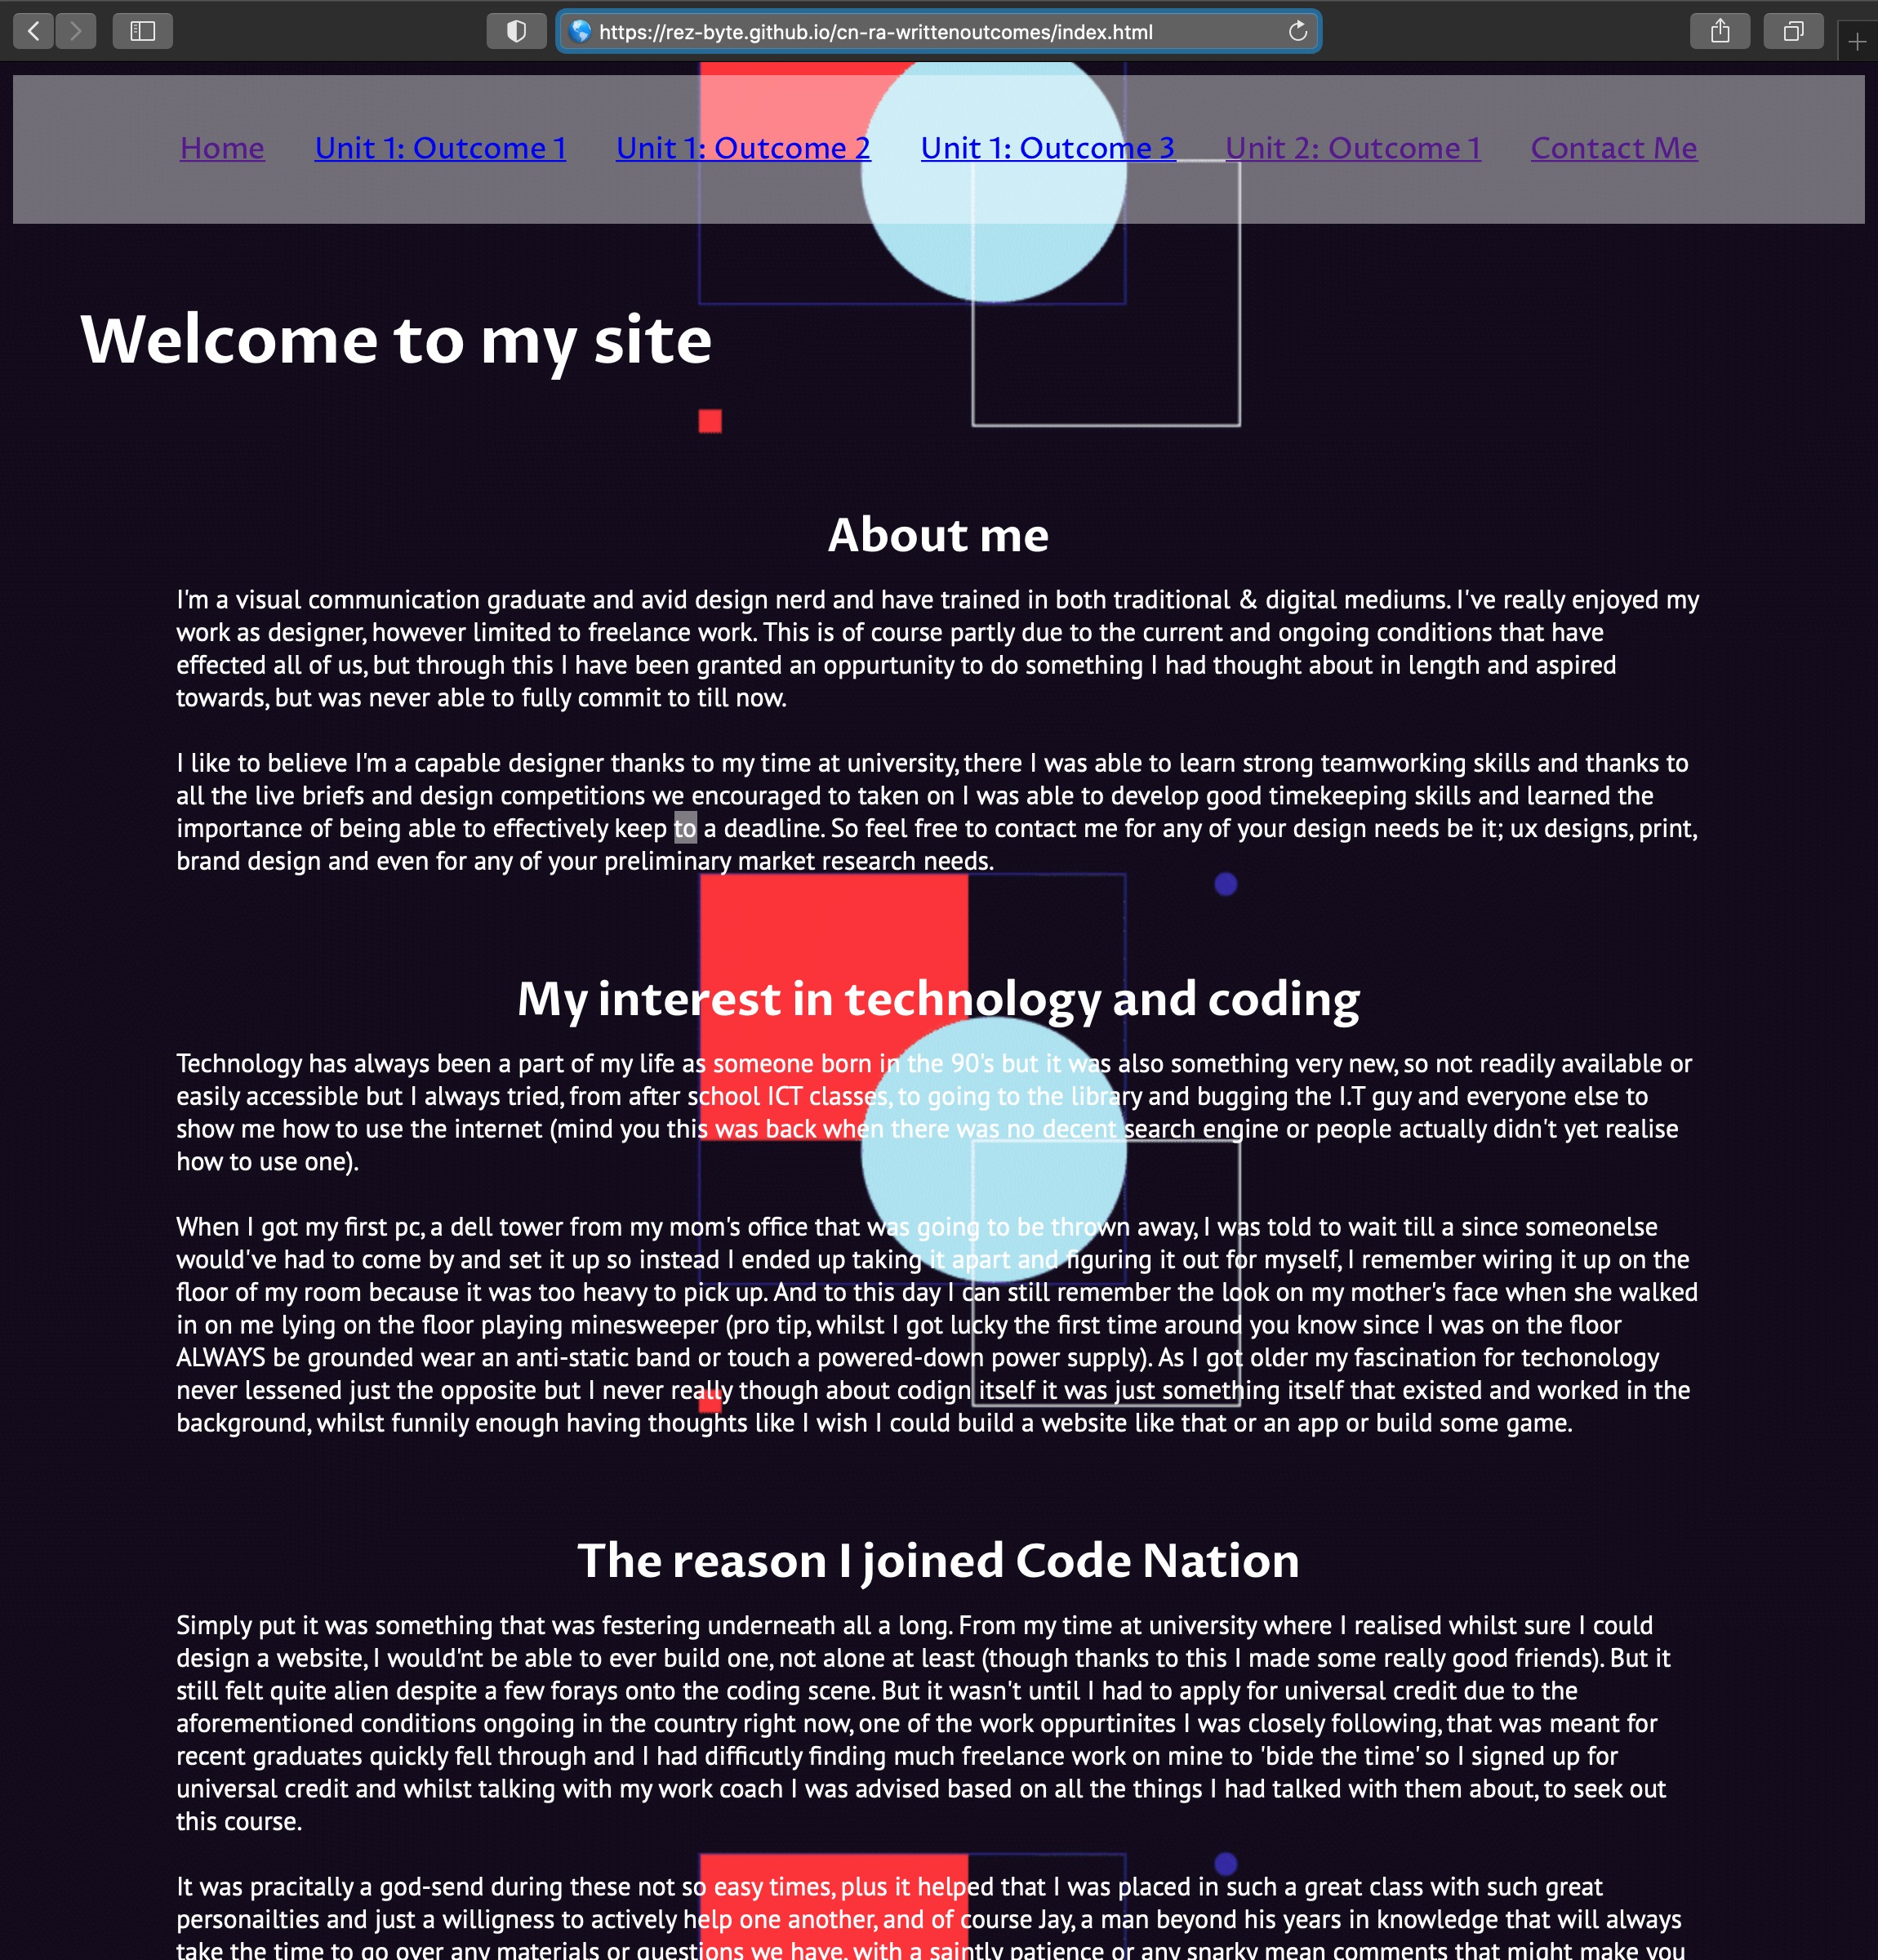 https://rez-byte.github.io/cn-ra-writtenoutcomes/index.html
Home Unit 1: Outcome 1 Unit 1: Outcome 2 Unit 1: Outcome 3 Unit 2: Outcome 1 Contact Me
Welcome to my site
About me
I'm a visual communication graduate and avid design nerd and have trained in both traditional & digital mediums. I've really enjoyed my
work as designer, however limited to freelance work. This is of course partly due to the current and ongoing conditions that have
effected all of us, but through this I have been granted an oppurtunity to do something I had thought about in length and aspired
towards, but was never able to fully commit to till now.
I like to believe I'm a capable designer thanks to my time at university, there I was able to learn strong teamworking skills and thanks to
all the live briefs and design competitions we encouraged to taken on I was able to develop good timekeeping skills and learned the
importance of being able to effectively keep to a deadline. So feel free to contact me for any of your design needs be it; ux designs, print,
brand design and even for any of your preliminary market research needs.
My interest in technology and coding
Technology has always been a part of my life as someone born in the 90's but it was also something very new, so not readily available or
easily accessible but I always tried, from after school ICT classes, to going to the library and bugging the I.T guy and everyone else to
show me how to use the internet (mind you this was back when there was no decent search engine or people actually didn't yet realise
how to use one).
When I got my first pc, a dell tower from my mom's office that was going to be thrown away, I was told to wait till a since someonelse
would've had to come by and set it up so instead I ended up taking it apart and figuring it out for myself, I remember wiring it up on the
floor of my room because it was too heavy to pick up. And to this day I can still remember the look on my mother's face when she walked
in on me lying on the floor playing minesweeper (pro tip, whilst I got lucky the first time around you know since I was on the floor
ALWAYS be grounded wear an anti-static band or touch a powered-down power supply). As I got older my fascination for techonology
never lessened just the opposite but I never really though about codign itself it was just something itself that existed and worked in the
background, whilst funnily enough having thoughts like I wish I could build a website like that or an app or build some game.
The reason I joined Code Nation
Simply put it was something that was festering underneath all a long. From my time at university where I realised whilst sure I could
design a website, I would'nt be able to ever build one, not alone at least (though thanks to this I made some really good friends). But it
still felt quite alien despite a few forays onto the coding scene. But it wasn't until I had to apply for universal credit due to the
aforementioned conditions ongoing in the country right now, one of the work oppurtinites I was closely following, that was meant for
recent graduates quickly fell through and I had difficutly finding much freelance work on mine to 'bide the time' so I signed up for
universal credit and whilst talking with my work coach I was advised based on all the things I had talked with them about, to seek out
this course.
It was pracitally a god-send during these not so easy times, plus it helped that I was placed in such a great class with such great
personailties and just a willigness to actively help one another, and of course Jay, a man beyond his years in knowledge that will always
take the time to go over any materials or questions we have, with a saintly patience or any snarky mean comments that might make you